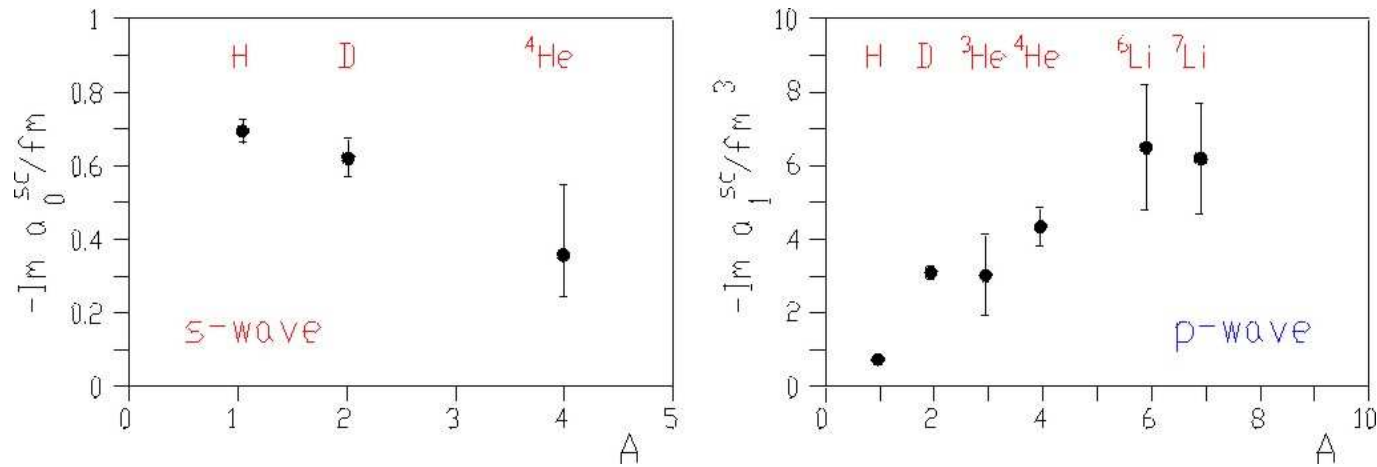 1
0.8
0.6
0.4
0.2
0
-Im a₀ˢᶜ/fm
H D ⁴He
s-wave
0 1 2 3 4 5
A
10
8
6
4
2
0
-Im a₁ˢᶜ/fm ³
H D ³He ⁴He ⁶Li ⁷Li
p-wave
0 2 4 6 8 10
A